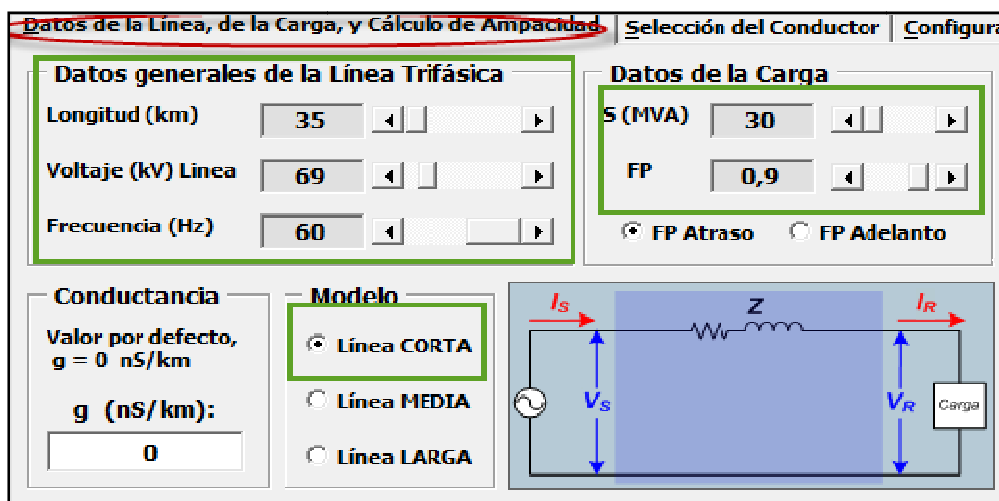 Datos de la Línea, de la Carga, y Cálculo de Ampacidad
Selección del Conductor
Configura
Datos generales de la Línea Trifásica
Longitud (km) 35
Voltaje (kV) Linea 69
Frecuencia (Hz) 60
Datos de la Carga
S (MVA) 30
FP 0,9
FP Atraso FP Adelanto
Conductancia
Valor por defecto,
g = 0 nS/km
g (nS/km):
0
Modelo
Línea CORTA
Línea MEDIA
Línea LARGA
IS Z IR
VS VR Carga